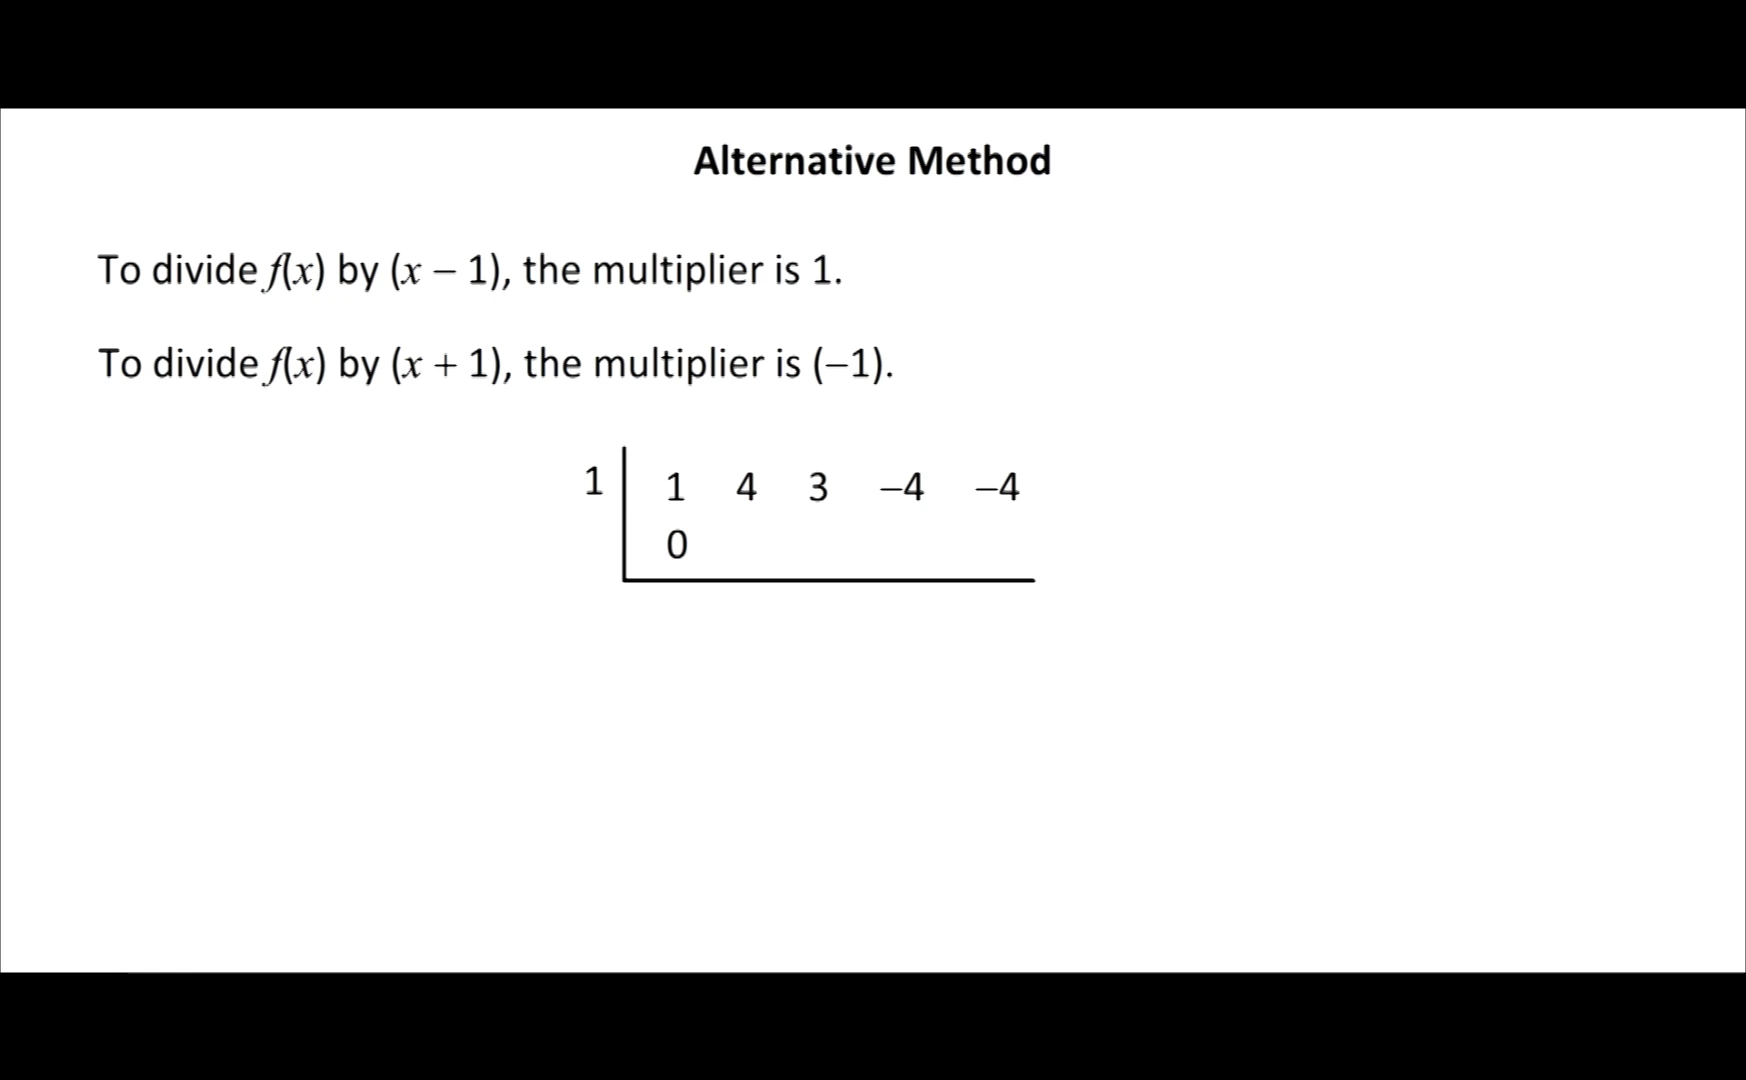 Alternative Method
To divide f(x) by (x – 1), the multiplier is 1.
To divide f(x) by (x + 1), the multiplier is (–1).
1 1 4 3 –4 –4
0